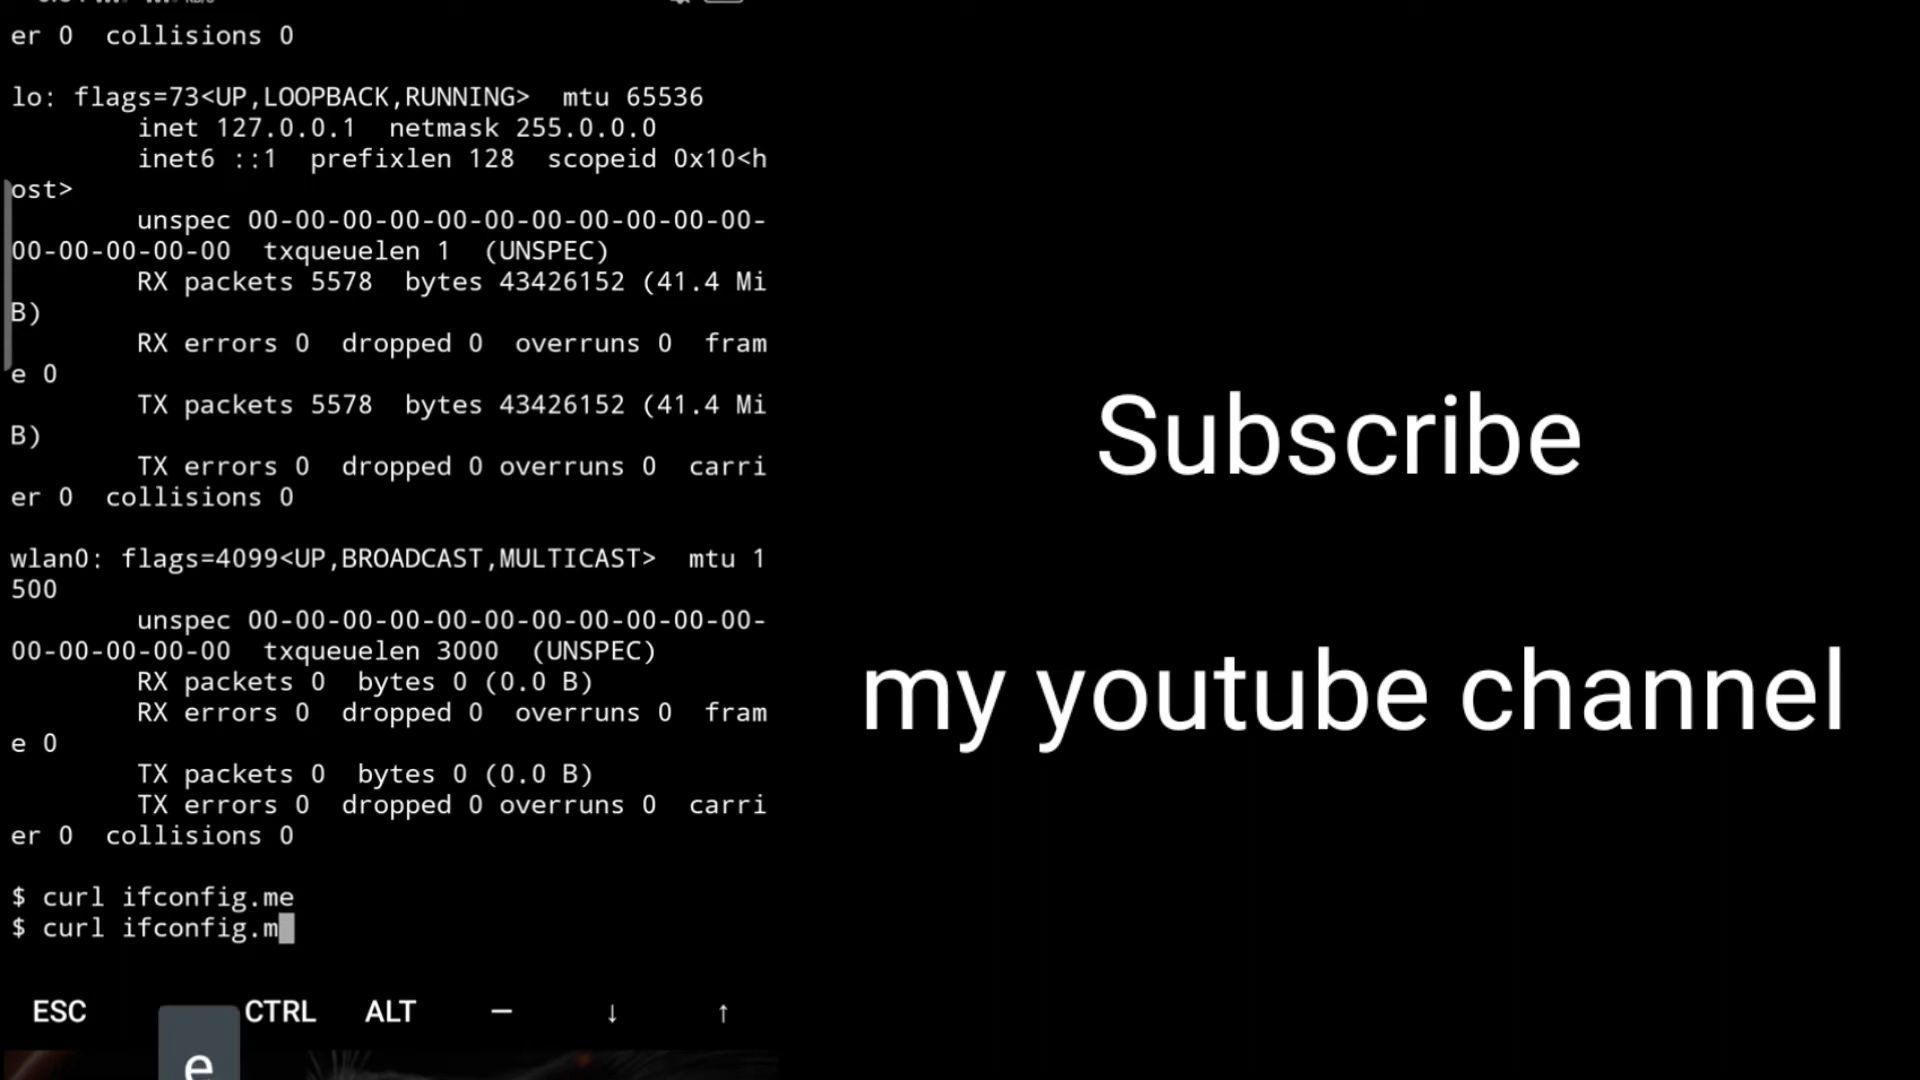 er 0  collisions 0
lo: flags=73<UP,LOOPBACK,RUNNING>  mtu 65536
        inet 127.0.0.1  netmask 255.0.0.0
        inet6 ::1  prefixlen 128  scopeid 0x10<h
ost>
        unspec 00-00-00-00-00-00-00-00-00-00-00-
00-00-00-00-00  txqueuelen 1  (UNSPEC)
        RX packets 5578  bytes 43426152 (41.4 Mi
B)
        RX errors 0  dropped 0  overruns 0  fram
e 0
        TX packets 5578  bytes 43426152 (41.4 Mi
B)
        TX errors 0  dropped 0 overruns 0  carri
er 0  collisions 0
wlan0: flags=4099<UP,BROADCAST,MULTICAST>  mtu 1
500
        unspec 00-00-00-00-00-00-00-00-00-00-00-
00-00-00-00-00  txqueuelen 3000  (UNSPEC)
        RX packets 0  bytes 0 (0.0 B)
        RX errors 0  dropped 0  overruns 0  fram
e 0
        TX packets 0  bytes 0 (0.0 B)
        TX errors 0  dropped 0 overruns 0  carri
er 0  collisions 0
$ curl ifconfig.me
$ curl ifconfig.m
ESC CTRL ALT – ↓ ↑
e
Subscribe
my youtube channel